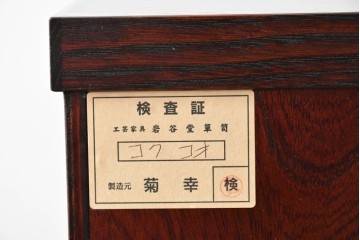 検査証
工芸家具 岩谷堂箪笥
コク コオ
製造元 菊幸 検